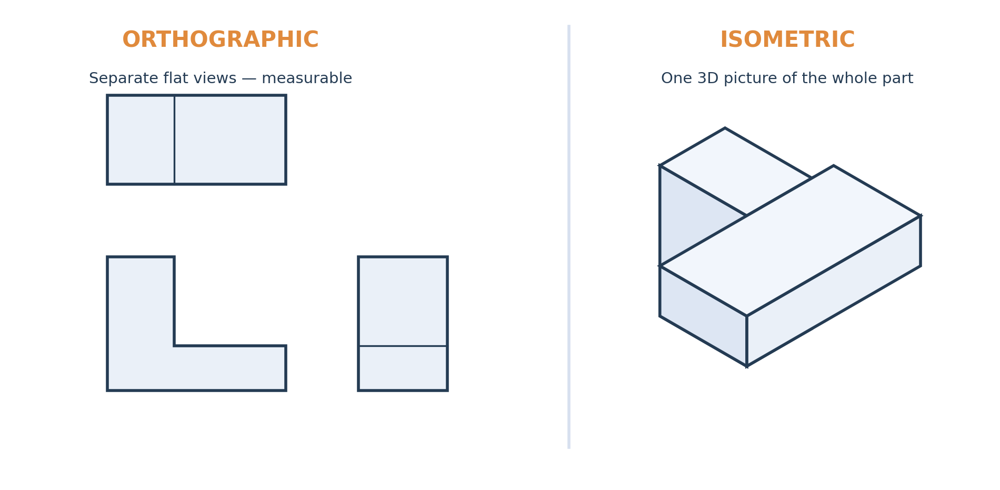 ORTHOGRAPHIC
Separate flat views — measurable
ISOMETRIC
One 3D picture of the whole part